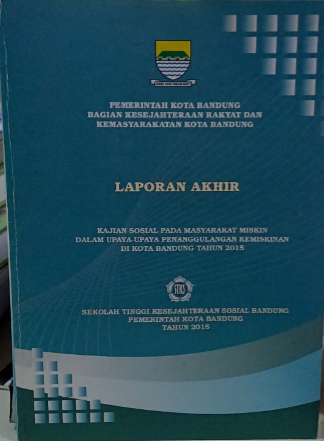 PEMERINTAH KOTA BANDUNG
BAGIAN KESEJAHTERAAN RAKYAT DAN
KEMASYARAKATAN KOTA BANDUNG
LAPORAN AKHIR
KAJIAN SOSIAL PADA MASYARAKAT MISKIN
DALAM UPAYA-UPAYA PENANGGULANGAN KEMISKINAN
DI KOTA BANDUNG TAHUN 2015
SEKOLAH TINGGI KESEJAHTERAAN SOSIAL BANDUNG
PEMERINTAH KOTA BANDUNG
TAHUN 2015